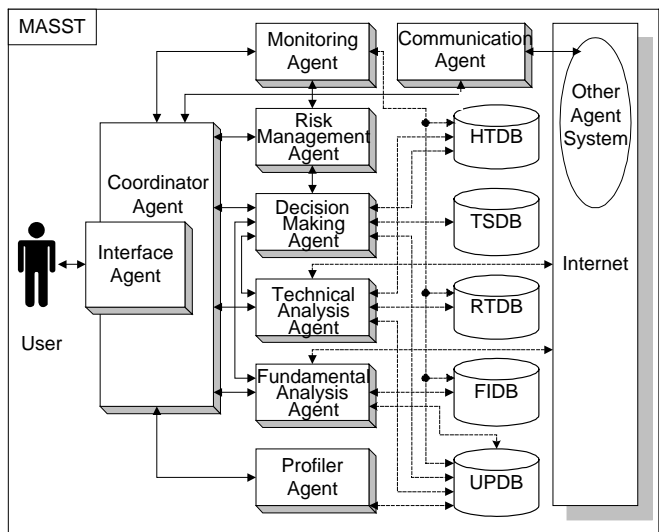 MASST
Monitoring
Agent
Communication
Agent
Other
Agent
System
Risk
Management
Agent
HTDB
Coordinator
Agent
Decision
Making
Agent
TSDB
Interface
Agent
Internet
Technical
Analysis
Agent
RTDB
User
Fundamental
Analysis
Agent
FIDB
Profiler
Agent
UPDB